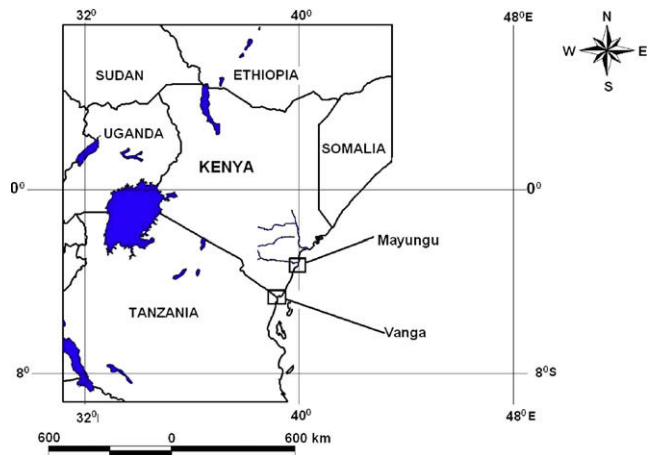 32⁰
40⁰
48⁰E
N
W
E
S
SUDAN
ETHIOPIA
UGANDA
KENYA
SOMALIA
0⁰
0⁰
Mayungu
TANZANIA
Vanga
8⁰
8⁰S
32⁰
40⁰
48⁰E
600
0
600 km